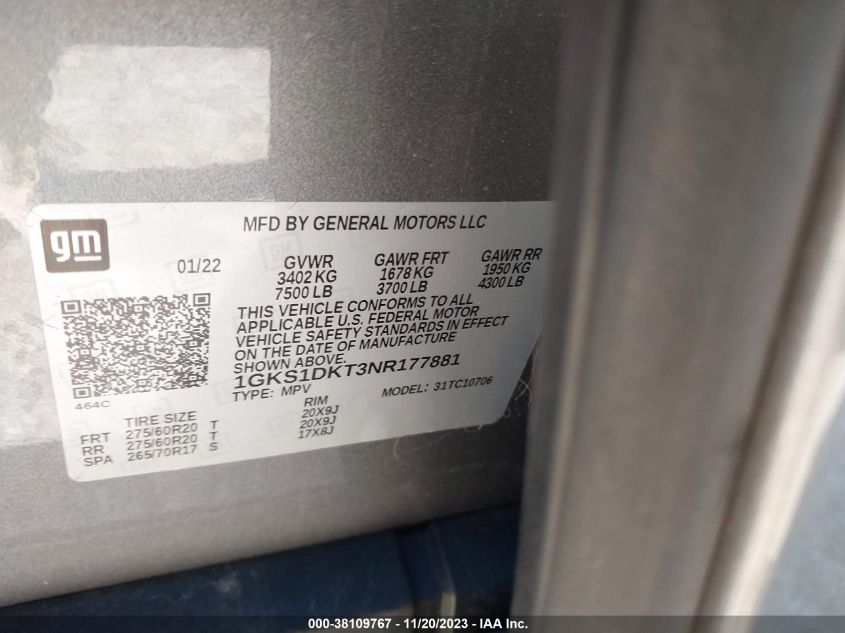 gm
MFD BY GENERAL MOTORS LLC
01/22
GVWR GAWR FRT GAWR RR
3402 KG 1678 KG 1950 KG
7500 LB 3700 LB 4300 LB
THIS VEHICLE CONFORMS TO ALL
APPLICABLE U.S. FEDERAL MOTOR
VEHICLE SAFETY STANDARDS IN EFFECT
ON THE DATE OF MANUFACTURE
SHOWN ABOVE.
1GKS1DKT3NR177881
TYPE: MPV MODEL: 31TC10706
464C
TIRE SIZE RIM
FRT 275/60R20 T 20X9J
RR 275/60R20 T 20X9J
SPA 265/70R17 S 17X8J
000-38109767 - 11/20/2023 - IAA Inc.